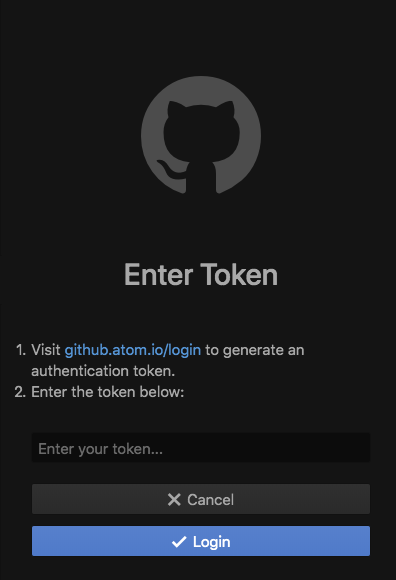 Enter Token
1. Visit github.atom.io/login to generate an
authentication token.
2. Enter the token below:
Enter your token...
Cancel
Login